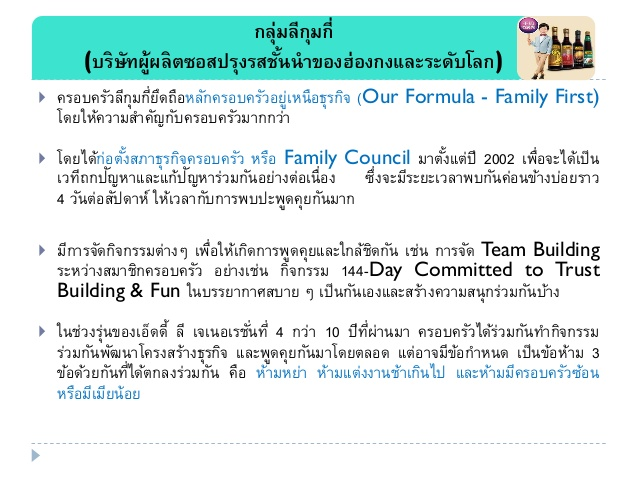 กลุ่มลีกุมกี่
(บริษัทผู้ผลิตซอสปรุงรสชั้นนำของฮ่องกงและระดับโลก)
ครอบครัวลีกุมกี่ยึดถือหลักครอบครัวอยู่เหนือธุรกิจ (Our Formula - Family First)
โดยให้ความสำคัญกับครอบครัวมากกว่า
โดยได้ก่อตั้งสภาธุรกิจครอบครัว หรือ Family Council มาตั้งแต่ปี 2002 เพื่อจะได้เป็น
เวทีถกปัญหาและแก้ปัญหาร่วมกันอย่างต่อเนื่อง ซึ่งจะมีระยะเวลาพบกันค่อนข้างบ่อยราว
4 วันต่อสัปดาห์ ให้เวลากับการพบปะพูดคุยกันมาก
มีการจัดกิจกรรมต่างๆ เพื่อให้เกิดการพูดคุยและใกล้ชิดกัน เช่น การจัด Team Building
ระหว่างสมาชิกครอบครัว อย่างเช่น กิจกรรม 144-Day Committed to Trust
Building & Fun ในบรรยากาศสบาย ๆ เป็นกันเองและสร้างความสนุกร่วมกันบ้าง
ในช่วงรุ่นของเอ็ดดี้ ลี เจเนอเรชั่นที่ 4 กว่า 10 ปีที่ผ่านมา ครอบครัวได้ร่วมกันทำกิจกรรม
ร่วมกันพัฒนาโครงสร้างธุรกิจ และพูดคุยกันมาโดยตลอด แต่อาจมีข้อกำหนด เป็นข้อห้าม 3
ข้อด้วยกันที่ได้ตกลงร่วมกัน คือ ห้ามหย่า ห้ามแต่งงานช้าเกินไป และห้ามมีครอบครัวซ้อน
หรือมีเมียน้อย